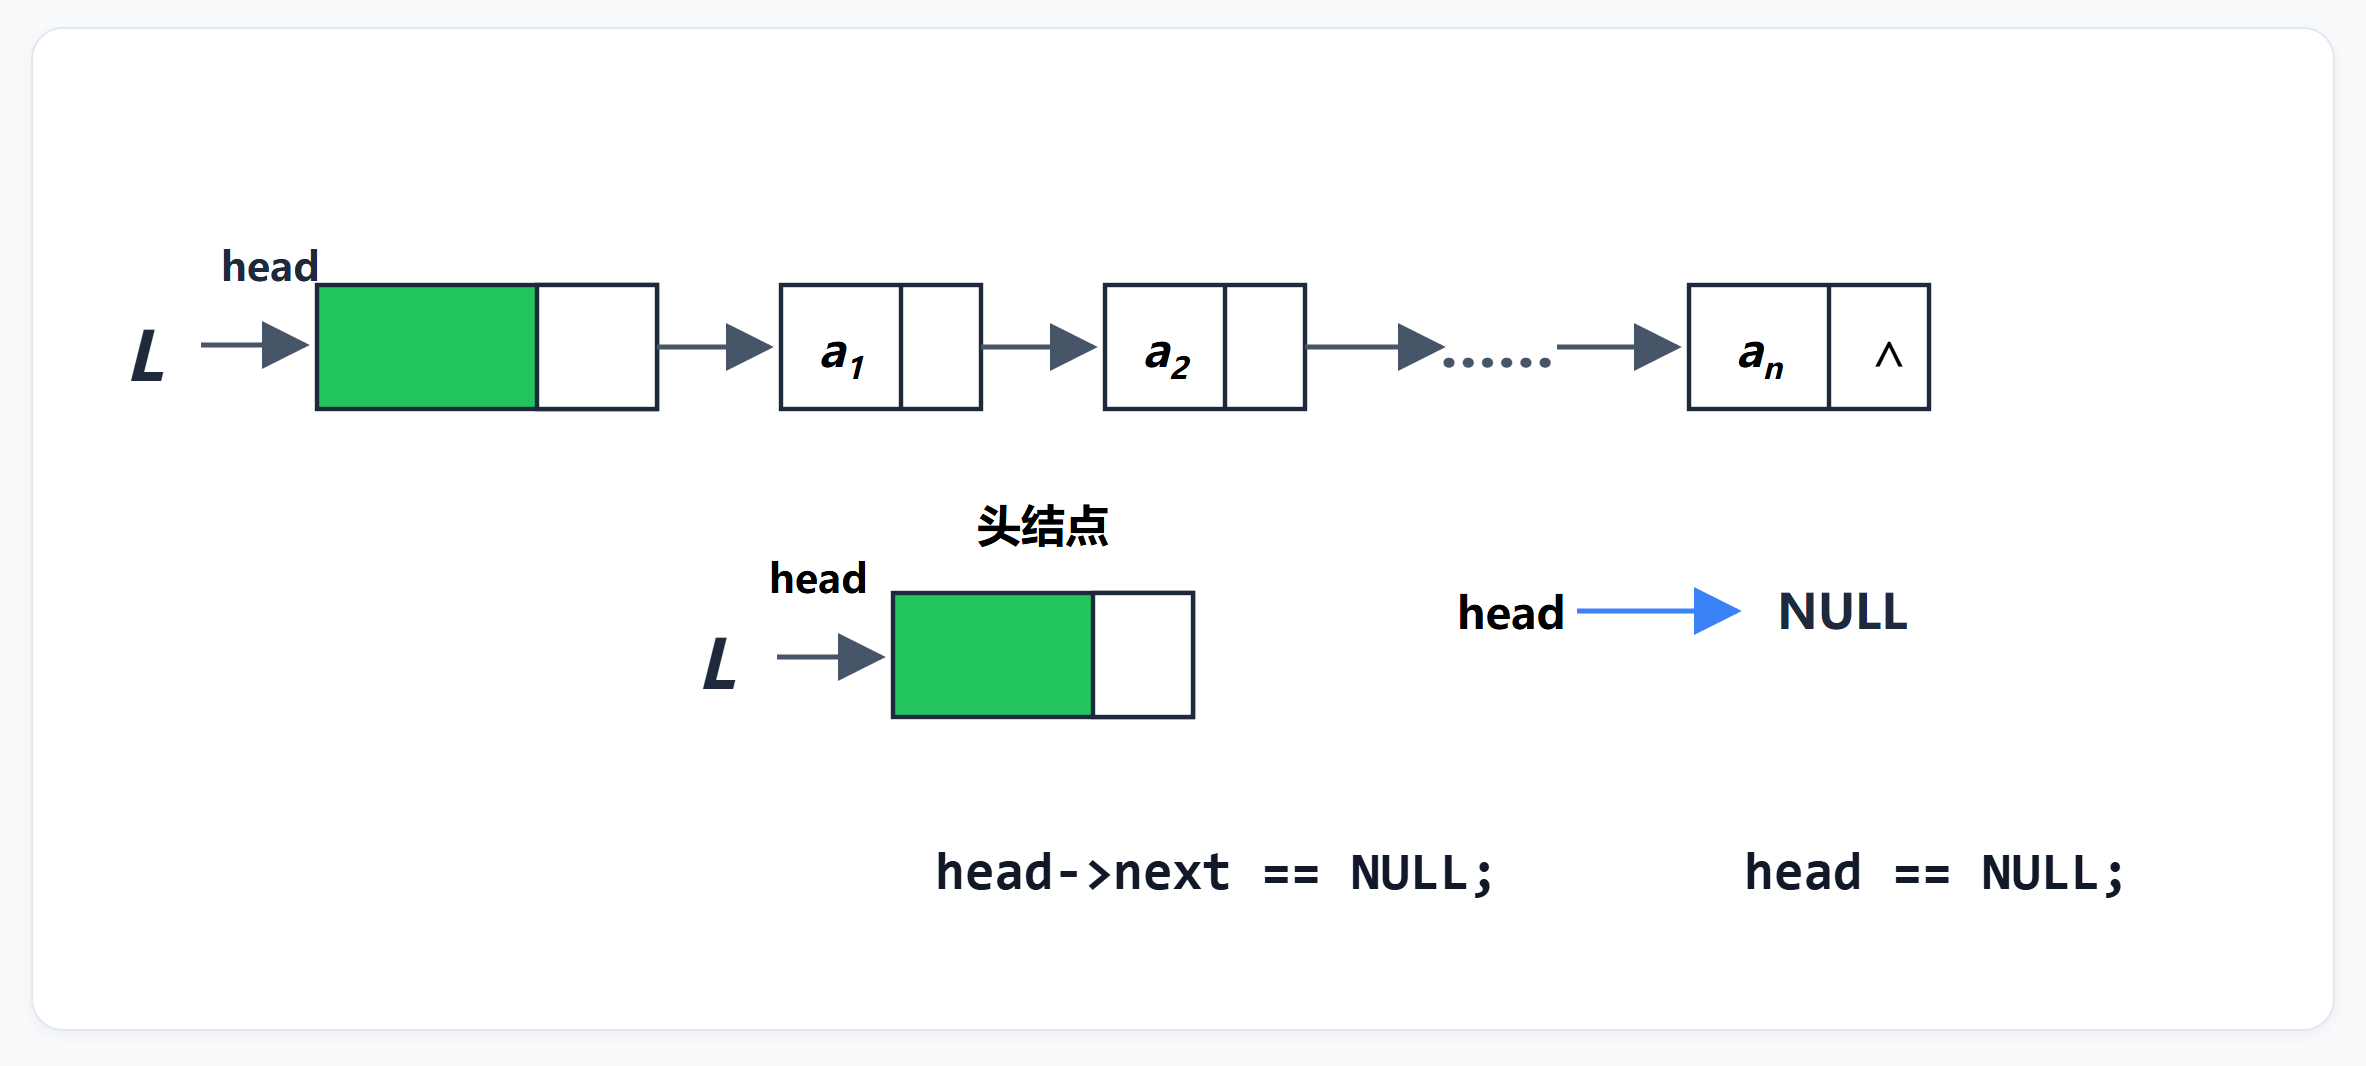 head
L a₁ a₂ ...... aₙ ^
头结点
head
L
head NULL
head->next == NULL; head == NULL;